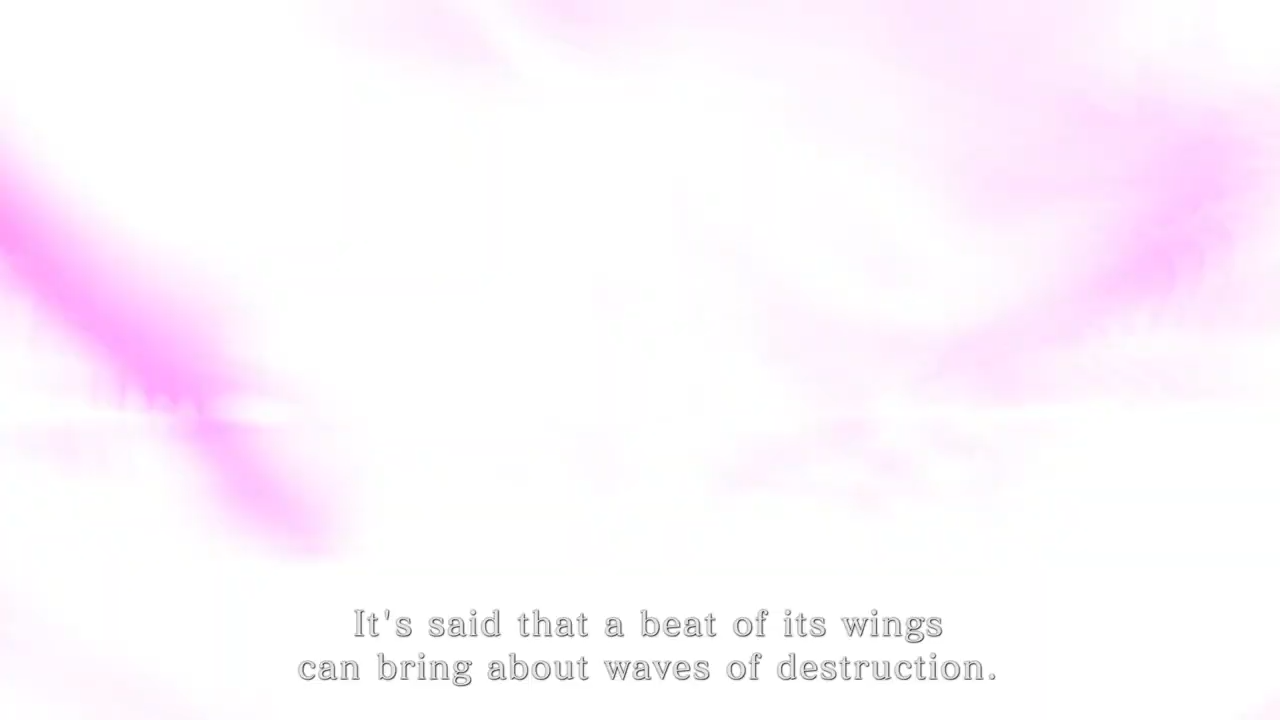 It's said that a beat of its wings
can bring about waves of destruction.